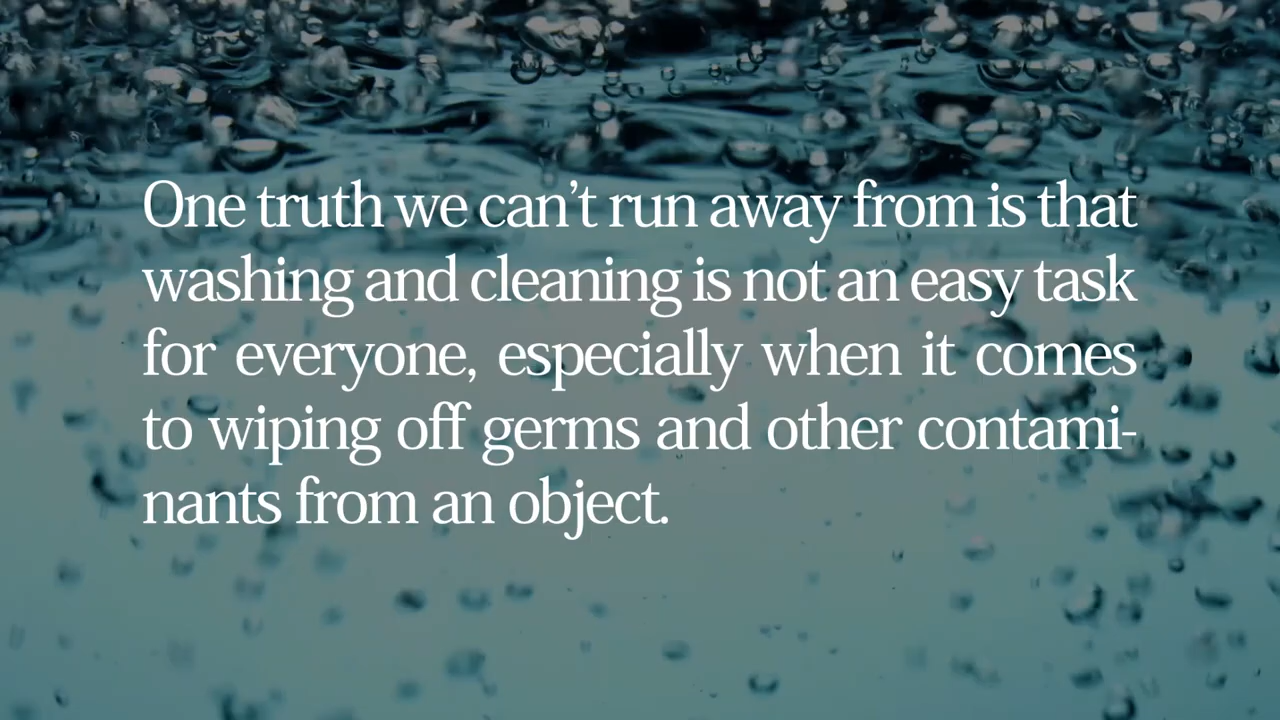 One truth we can’t run away from is that
washing and cleaning is not an easy task
for everyone, especially when it comes
to wiping off germs and other contami-
nants from an object.